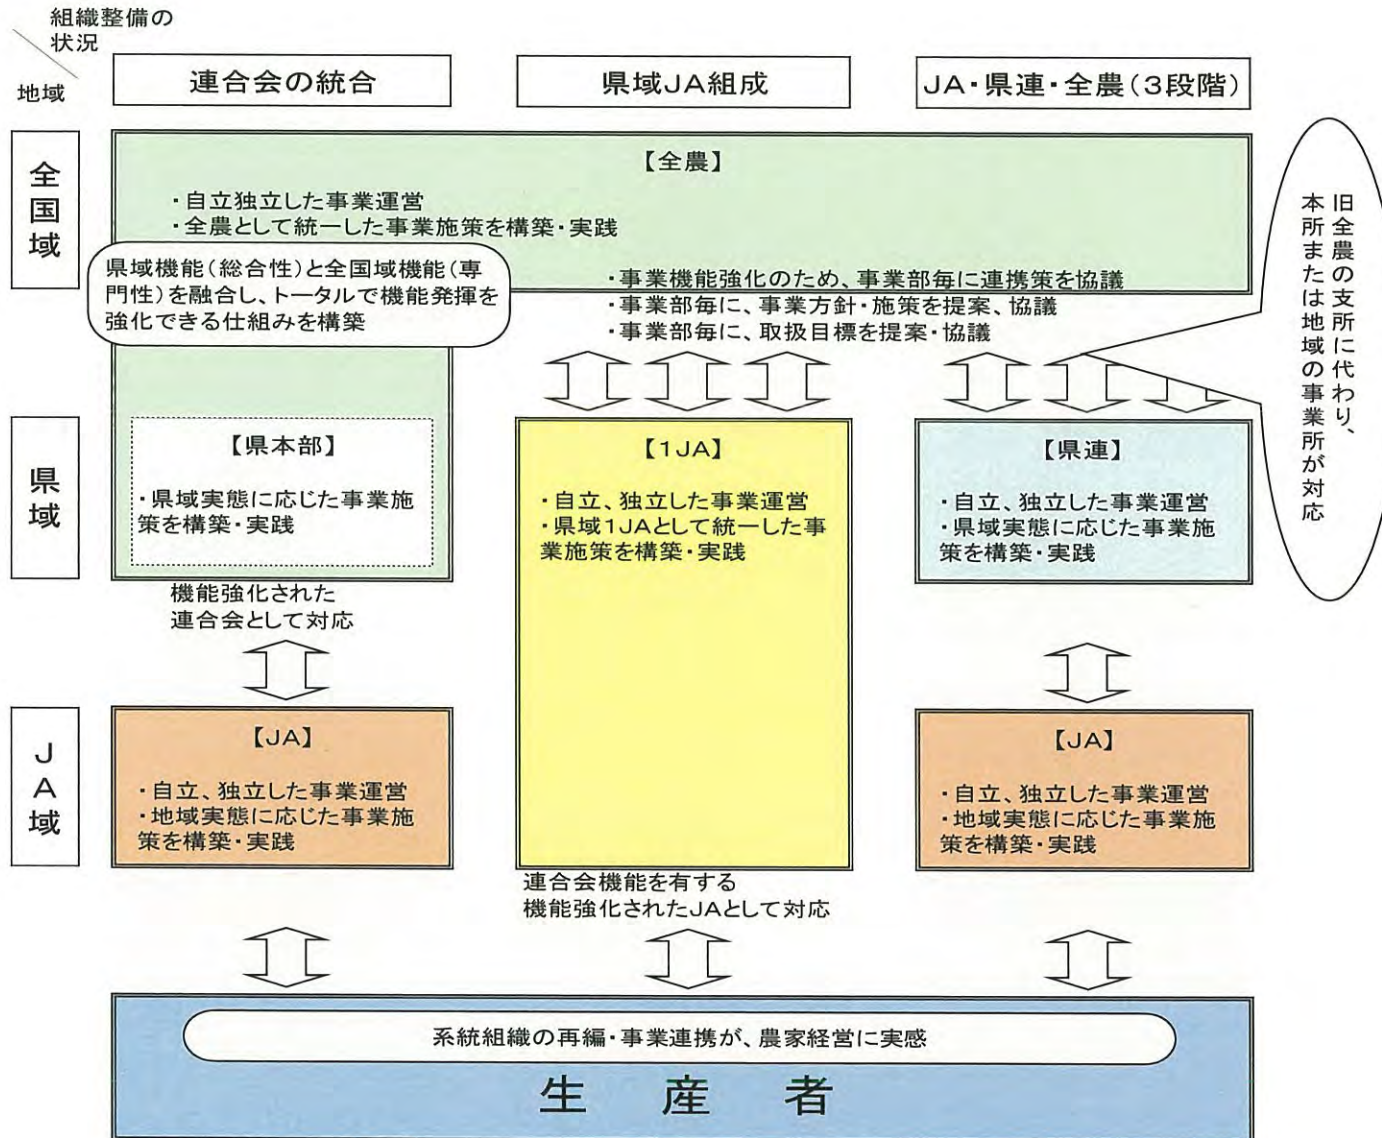 組織整備の
状況
地域
連合会の統合
県域JA組成
JA・県連・全農(3段階)
全国域
【全農】
・自立独立した事業運営
・全農として統一した事業施策を構築・実践
県域機能(総合性)と全国域機能(専
門性)を融合し、トータルで機能発揮を
強化できる仕組みを構築
・事業機能強化のため、事業部毎に連携策を協議
・事業部毎に、事業方針・施策を提案、協議
・事業部毎に、取扱目標を提案・協議
旧全農の支所に代わり、
本所または地域の事業所が対応
県域
【県本部】
・県域実態に応じた事業施
策を構築・実践
機能強化された
連合会として対応
【1JA】
・自立、独立した事業運営
・県域1JAとして統一した事
業施策を構築・実践
【県連】
・自立、独立した事業運営
・県域実態に応じた事業施
策を構築・実践
JA域
【JA】
・自立、独立した事業運営
・地域実態に応じた事業施
策を構築・実践
連合会機能を有する
機能強化されたJAとして対応
【JA】
・自立、独立した事業運営
・地域実態に応じた事業施
策を構築・実践
系統組織の再編・事業連携が、農家経営に実感
生産者